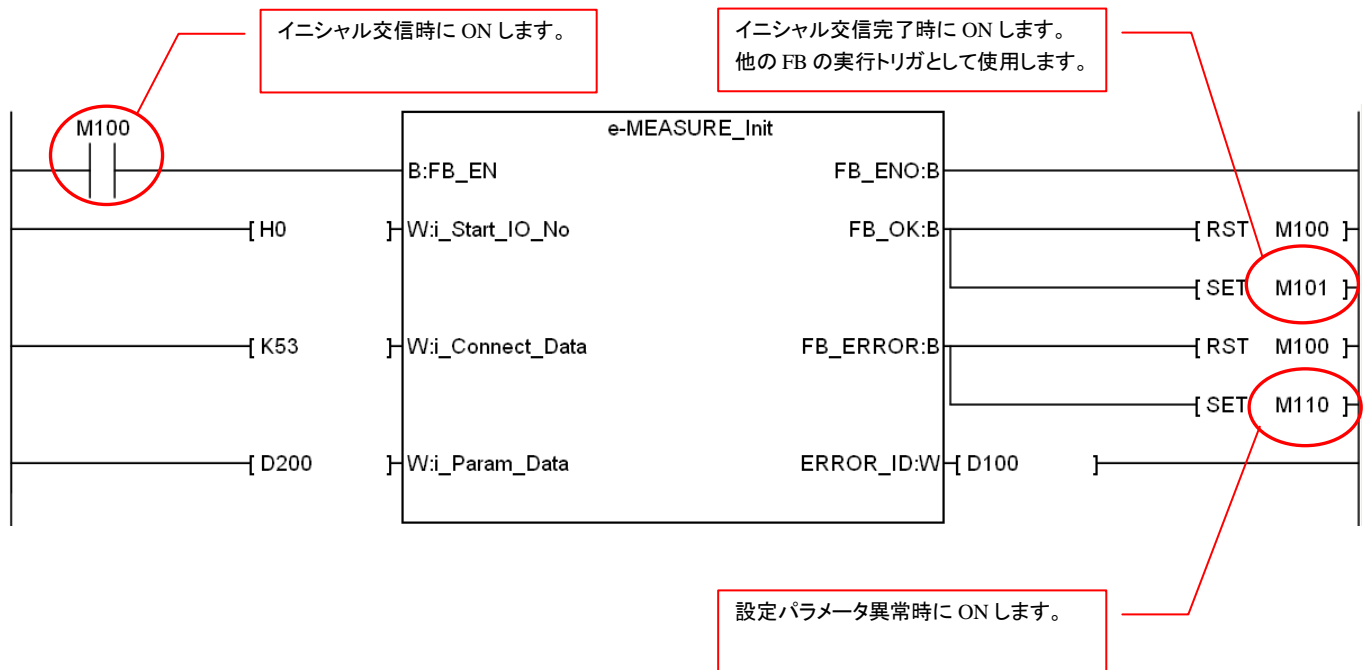 イニシャル交信時に ON します。
イニシャル交信完了時に ON します。
他の FB の実行トリガとして使用します。
M100
e-MEASURE_Init
B:FB_EN
FB_ENO:B
[ H0 ]
W:i_Start_IO_No
FB_OK:B
[ RST M100 ]
[ SET M101 ]
[ K53 ]
W:i_Connect_Data
FB_ERROR:B
[ RST M100 ]
[ SET M110 ]
[ D200 ]
W:i_Param_Data
ERROR_ID:W
[ D100 ]
設定パラメータ異常時に ON します。